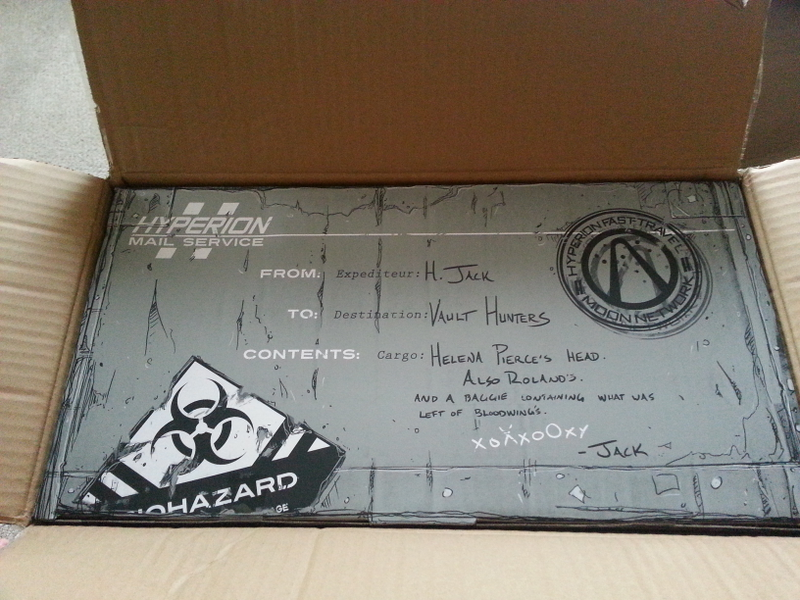 HYPERION
MAIL SERVICE
HYPERION FAST-TRAVEL
MOON NETWORK
FROM: Expediteur: H. JACK
TO: Destination: VAULT HUNTERS
CONTENTS: Cargo: HELENA PIERCE'S HEAD.
ALSO ROLAND'S.
AND A BAGGIE CONTAINING WHAT WAS
LEFT OF BLOODWING'S.
xoXxoOxy
-JACK
IOHAZARD
GE